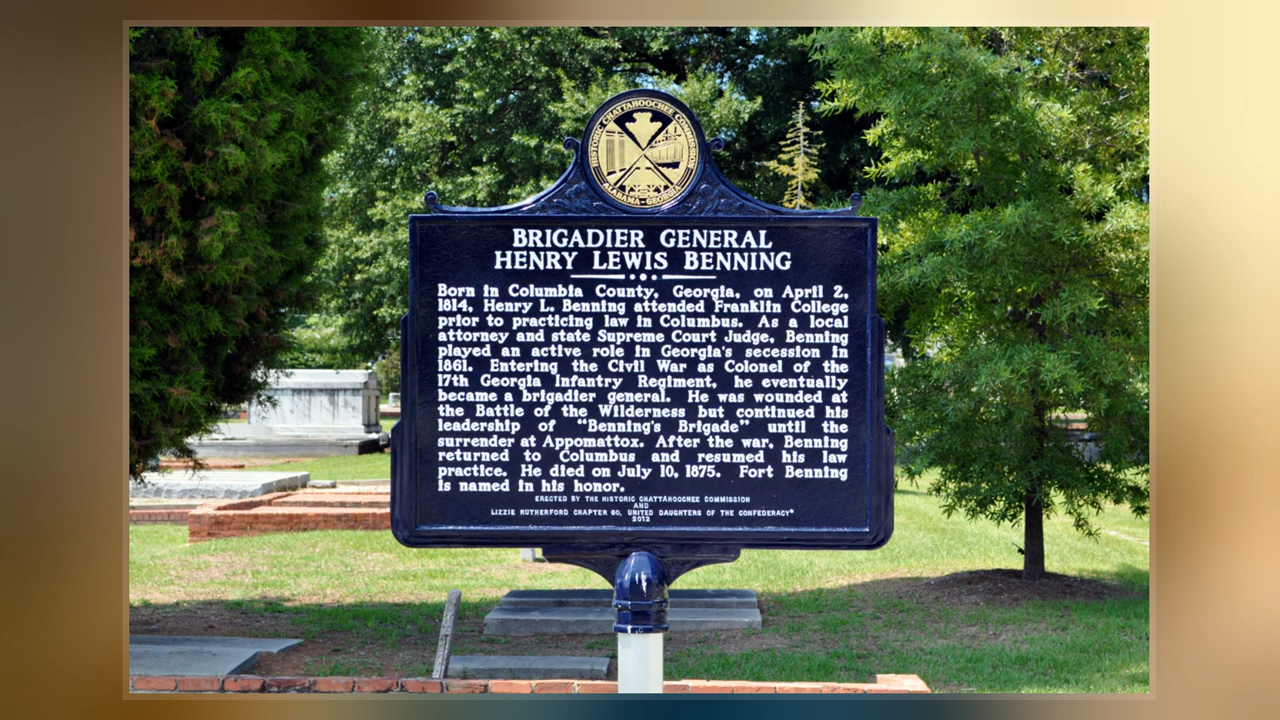 HISTORIC CHATTAHOOCHEE COMMISSION
ALABAMA-GEORGIA
BRIGADIER GENERAL
HENRY LEWIS BENNING
Born in Columbia County, Georgia, on April 2,
1814, Henry L. Benning attended Franklin College
prior to practicing law in Columbus. As a local
attorney and state Supreme Court Judge, Benning
played an active role in Georgia's secession in
1861. Entering the Civil War as Colonel of the
17th Georgia Infantry Regiment, he eventually
became a brigadier general. He was wounded at
the Battle of the Wilderness but continued his
leadership of "Benning's Brigade" until the
surrender at Appomattox. After the war, Benning
returned to Columbus and resumed his law
practice. He died on July 10, 1875. Fort Benning
is named in his honor.
ERECTED BY THE HISTORIC CHATTAHOOCHEE COMMISSION
AND
LIZZIE RUTHERFORD CHAPTER 60, UNITED DAUGHTERS OF THE CONFEDERACY®
2012